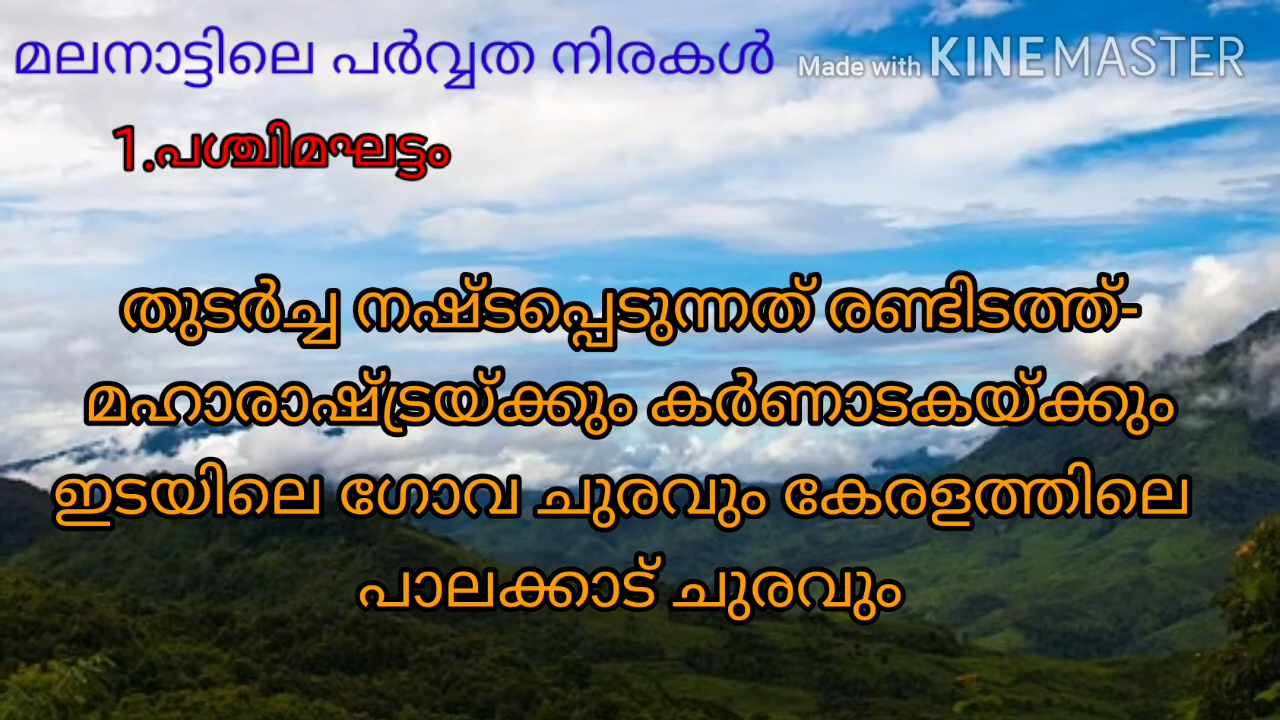 മലനാട്ടിലെ പർവ്വത നിരകൾ
Made with KINEMASTER
1.പശ്ചിമഘട്ടം
തുടർച്ച നഷ്ടപ്പെടുന്നത് രണ്ടിടത്ത്-
മഹാരാഷ്ട്രയ്ക്കും കർണാടകയ്ക്കും
ഇടയിലെ ഗോവ ചുരവും കേരളത്തിലെ
പാലക്കാട് ചുരവും